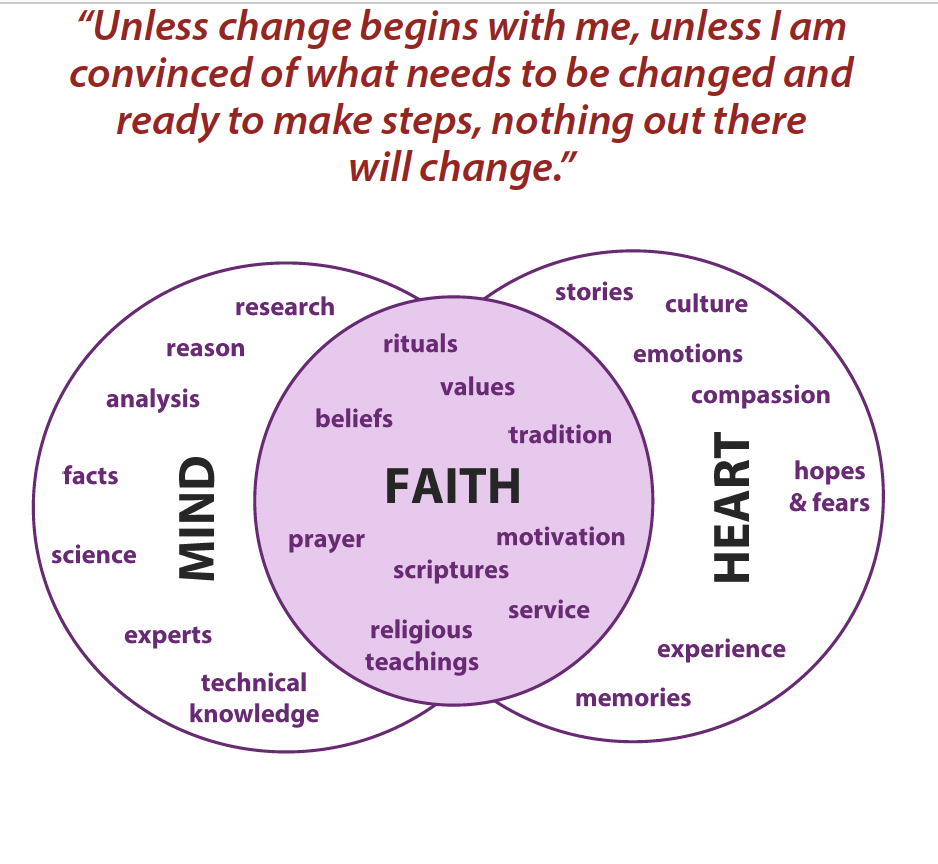 “Unless change begins with me, unless I am
convinced of what needs to be changed and
ready to make steps, nothing out there
will change.”
research
reason
analysis
facts
MIND
science
experts
technical
knowledge
rituals
values
beliefs
tradition
FAITH
prayer
motivation
scriptures
service
religious
teachings
stories
culture
emotions
compassion
HEART
hopes
& fears
experience
memories